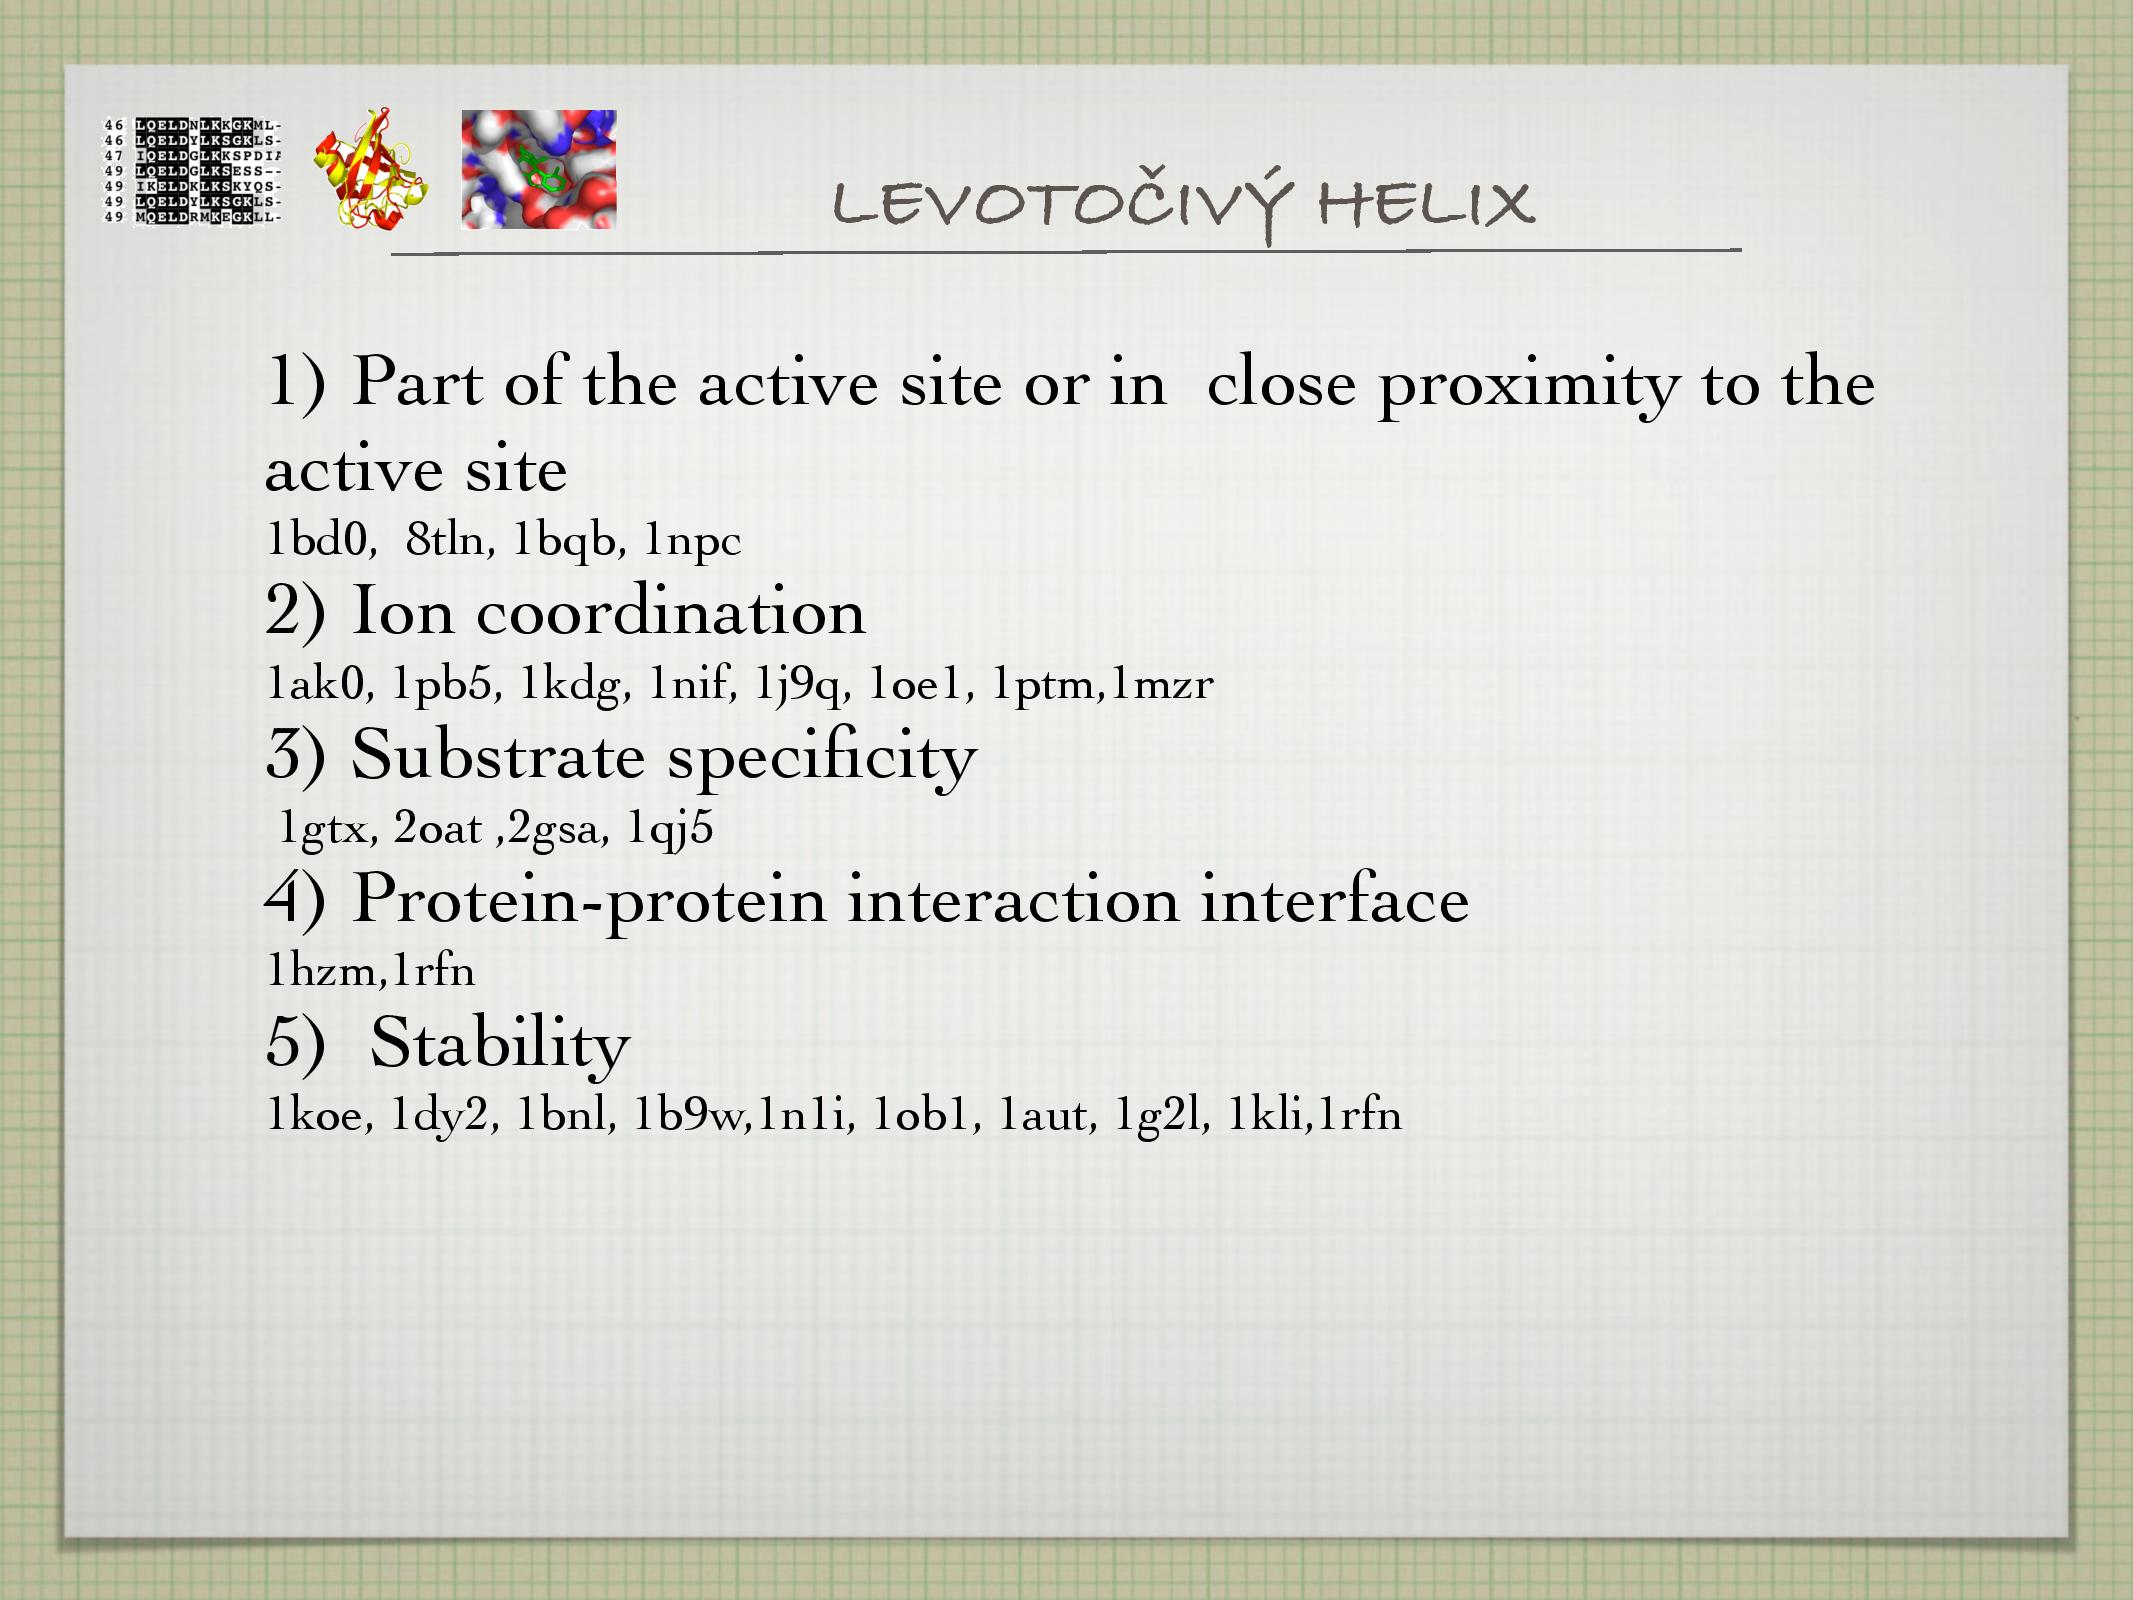 46 LQELDNLKKGKML-
46 LQELDYLKSGKLS-
47 IQELDGLKKSPDI
49 LQELDGLKSESS--
49 IKELDKLKSKYQS-
49 LQELDYLKSGKLS-
49 MQELDRMKEGKLL-
LEVOTOČIVÝ HELIX
1) Part of the active site or in  close proximity to the
active site
1bd0,  8tln, 1bqb, 1npc
2) Ion coordination
1ak0, 1pb5, 1kdg, 1nif, 1j9q, 1oe1, 1ptm,1mzr
3) Substrate specificity
1gtx, 2oat ,2gsa, 1qj5
4) Protein-protein interaction interface
1hzm,1rfn
5)  Stability
1koe, 1dy2, 1bnl, 1b9w,1n1i, 1ob1, 1aut, 1g2l, 1kli,1rfn